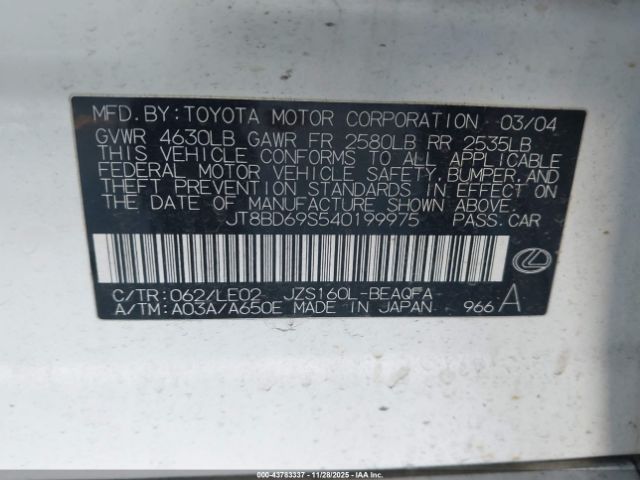 MFD. BY: TOYOTA MOTOR CORPORATION 03/04
GVWR 4630LB GAWR FR 2580LB RR 2535LB
THIS VEHICLE CONFORMS TO ALL APPLICABLE
FEDERAL MOTOR VEHICLE SAFETY, BUMPER, AND
THEFT PREVENTION STANDARDS IN EFFECT ON
THE DATE OF MANUFACTURE SHOWN ABOVE.
JT8BD69S540199975 PASS. CAR
C/TR: 062/LE02 JZS160L-BEAQFA
A/TM: A03A/A650E MADE IN JAPAN 966 A
000-43783337 - 11/28/2025 - IAAI.COM